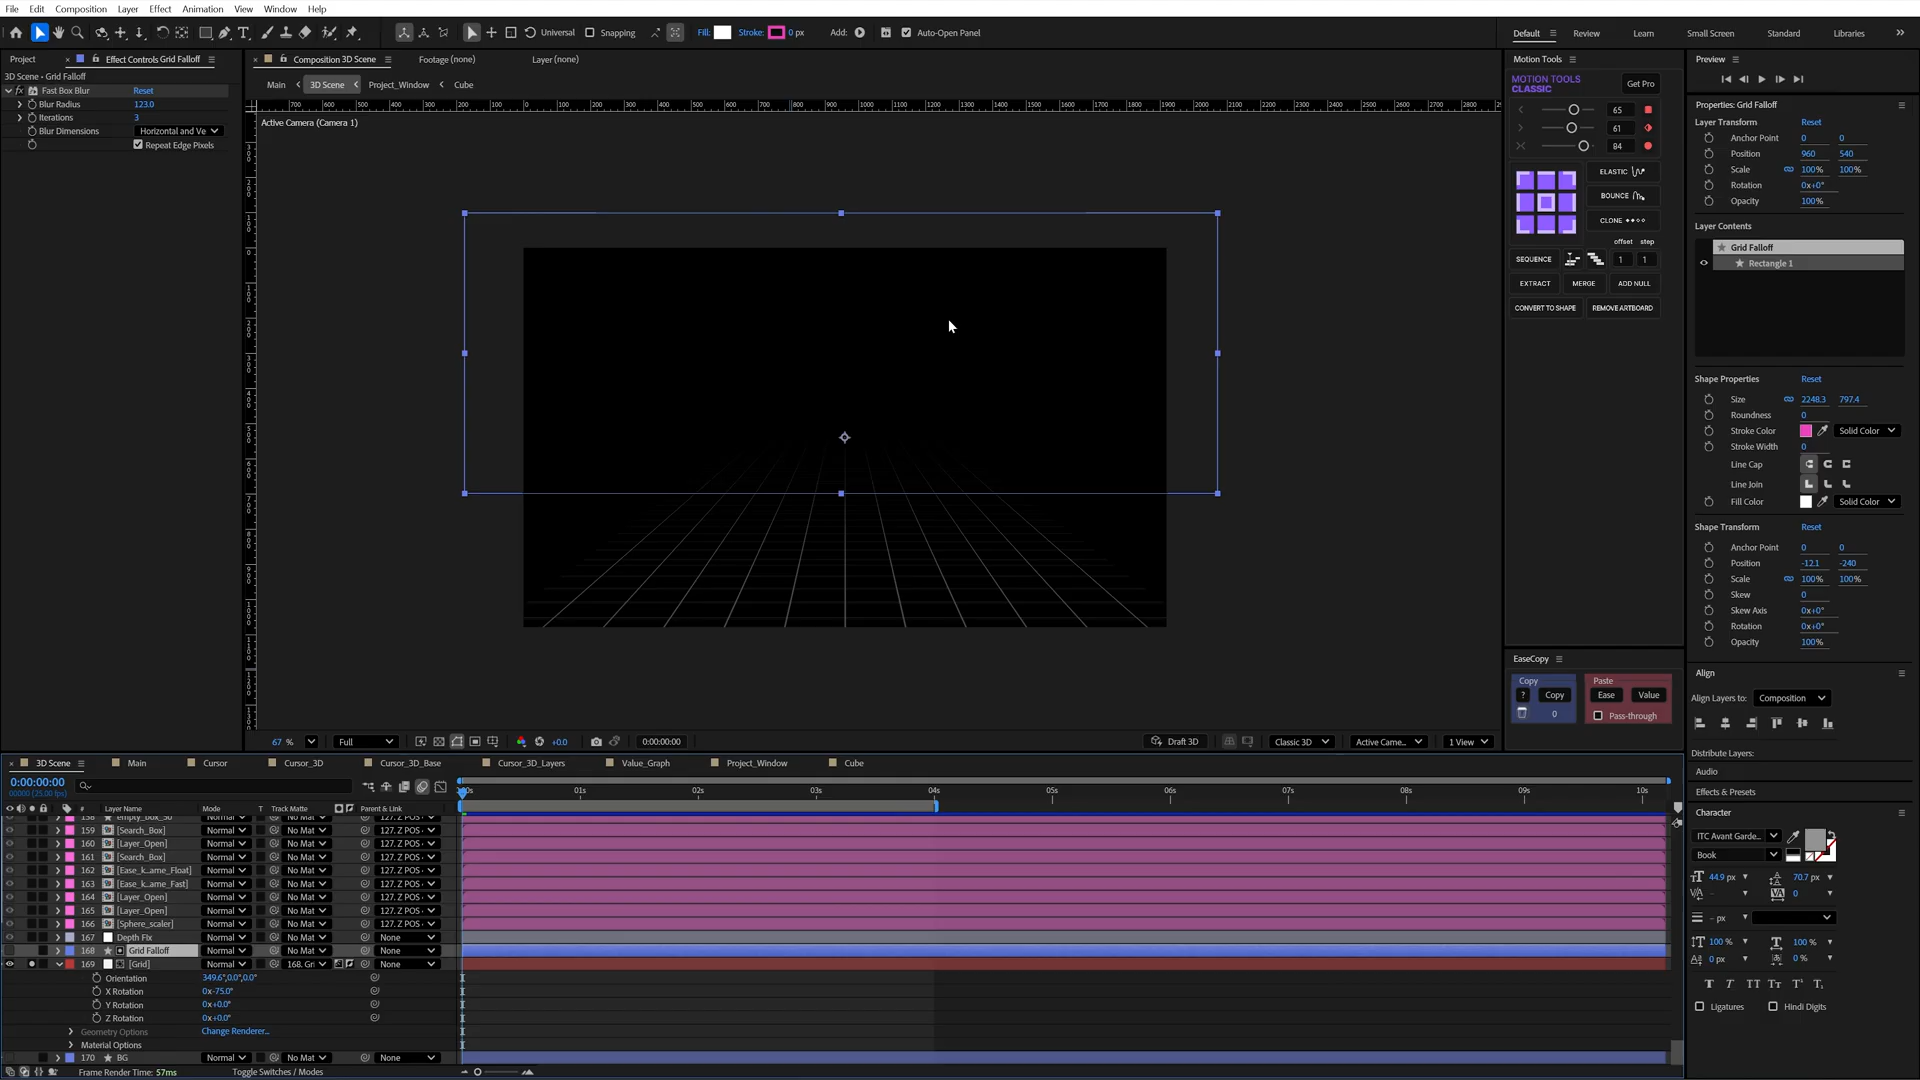 File Edit Composition Layer Effect Animation View Window Help
Universal Snapping Fill: Stroke: 0 px Add: Auto-Open Panel Default Review Learn Small Screen Standard Libraries
Project Effect Controls Grid Falloff
3D Scene • Grid Falloff
fx Fast Box Blur Reset
Blur Radius 123.0
Iterations 3
Blur Dimensions Horizontal and Ve
Repeat Edge Pixels
Composition 3D Scene Footage (none) Layer (none)
Main 3D Scene Project_Window Cube
Active Camera (Camera 1)
67 % Full +0.0 0:00:00:00 Draft 3D Classic 3D Active Came... 1 View
Motion Tools
MOTION TOOLS
CLASSIC
Get Pro
65
61
84
ELASTIC
BOUNCE
CLONE
offset step
SEQUENCE 1 1
EXTRACT MERGE ADD NULL
CONVERT TO SHAPE REMOVE ARTBOARD
EaseCopy
Copy Paste
? Copy Ease Value
0 Pass-through
Preview
Properties: Grid Falloff
Layer Transform Reset
Anchor Point 0 0
Position 960 540
Scale 100% 100%
Rotation 0x+0°
Opacity 100%
Layer Contents
Grid Falloff
Rectangle 1
Shape Properties Reset
Size 2248.3 797.4
Roundness 0
Stroke Color Solid Color
Stroke Width 0
Line Cap
Line Join
Fill Color Solid Color
Shape Transform Reset
Anchor Point 0 0
Position -12.1 -240
Scale 100% 100%
Skew 0
Skew Axis 0x+0°
Rotation 0x+0°
Opacity 100%
Align
Align Layers to: Composition
Distribute Layers:
Audio
Effects & Presets
Character
ITC Avant Garde...
Book
44.9 px 70.7 px
0
- px
100 % 100 %
0 px 0 %
Ligatures Hindi Digits
3D Scene Main Cursor Cursor_3D Cursor_3D_Base Cursor_3D_Layers Value_Graph Project_Window Cube
0:00:00:00
00000 (25.00 fps)
01s 02s 03s 04s 05s 06s 07s 08s 09s 10s
# Layer Name Mode T Track Matte Parent & Link
159 [Search_Box] Normal No Mat 127. Z POS
160 [Layer_Open] Normal No Mat 127. Z POS
161 [Search_Box] Normal No Mat 127. Z POS
162 [Ease_k...ame_Float] Normal No Mat 127. Z POS
163 [Ease_k...ame_Fast] Normal No Mat 127. Z POS
164 [Layer_Open] Normal No Mat 127. Z POS
165 [Layer_Open] Normal No Mat 127. Z POS
166 [Sphere_scaler] Normal No Mat 127. Z POS
167 Depth FIx Normal No Mat None
168 Grid Falloff Normal No Mat None
169 [Grid] Normal 168. Gri None
Orientation 349.6°,0.0°,0.0°
X Rotation 0x-75.0°
Y Rotation 0x+0.0°
Z Rotation 0x+0.0°
Geometry Options Change Renderer...
Material Options
170 BG Normal No Mat None
Frame Render Time: 57ms Toggle Switches / Modes